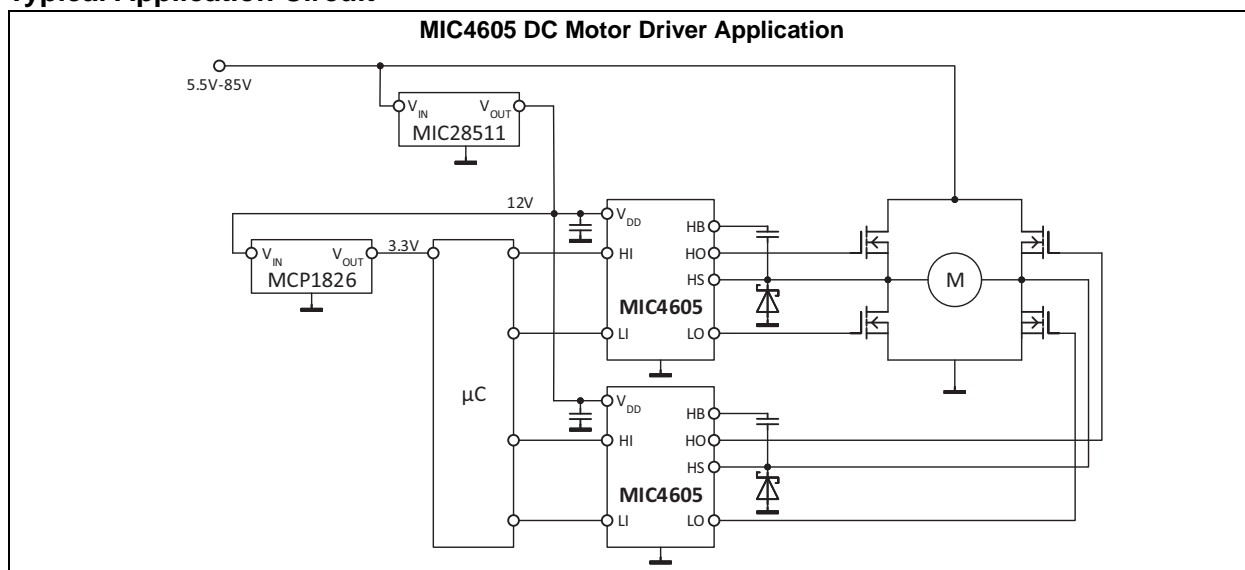 Typical Application Circuit
MIC4605 DC Motor Driver Application
5.5V-85V
VIN
VOUT
MIC28511
12V
VIN
VOUT
MCP1826
3.3V
µC
VDD
HI
LI
HB
HO
HS
LO
MIC4605
M
VDD
HI
LI
HB
HO
HS
LO
MIC4605